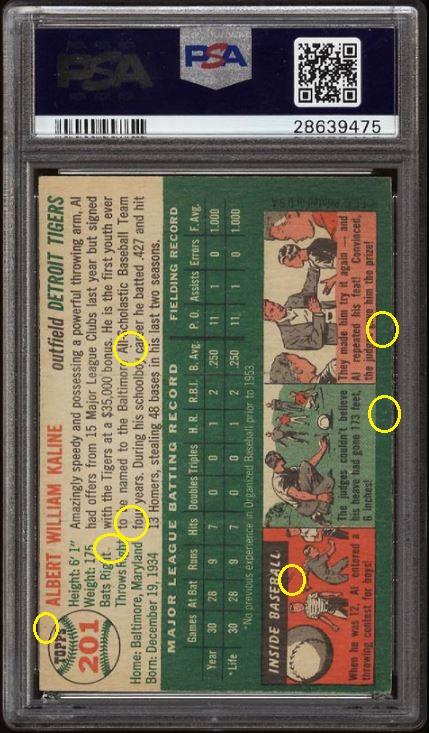 PSA
PSA
28639475
TOPPS
201
ALBERT WILLIAM KALINE outfield DETROIT TIGERS
Height: 6' 1" Amazingly speedy and possessing a powerful throwing arm, Al
Weight: 175 had offers from 15 Major League Clubs last year but signed
Bats Right with the Tigers at a $35,000 bonus. He is the first youth ever
Throws Right to be named to the Baltimore All Scholastic Baseball Team
Home: Baltimore, Maryland four years. During his schoolboy career he batted .427 and hit
Born: December 19, 1934 13 Homers, stealing 48 bases in his last two seasons.
MAJOR LEAGUE BATTING RECORD FIELDING RECORD
Games At Bat Runs Hits Doubles Triples H. R. R.B.I. B. Avg. P. O. Assists Errors F. Avg.
Year 30 28 9 7 0 0 1 2 .250 11 1 0 1.000
*Life 30 28 9 7 0 0 1 2 .250 11 1 0 1.000
*No previous experience in Organized Baseball prior to 1953.
INSIDE BASEBALL
When he was 12, Al entered a
throwing contest for boys!
The judges couldn't believe
his heave had gone 173 feet,
6 inches!
They made him try it again — and
Al repeated his feat! Convinced,
the judges him the prize!
T.C.G. Printed in U.S.A.